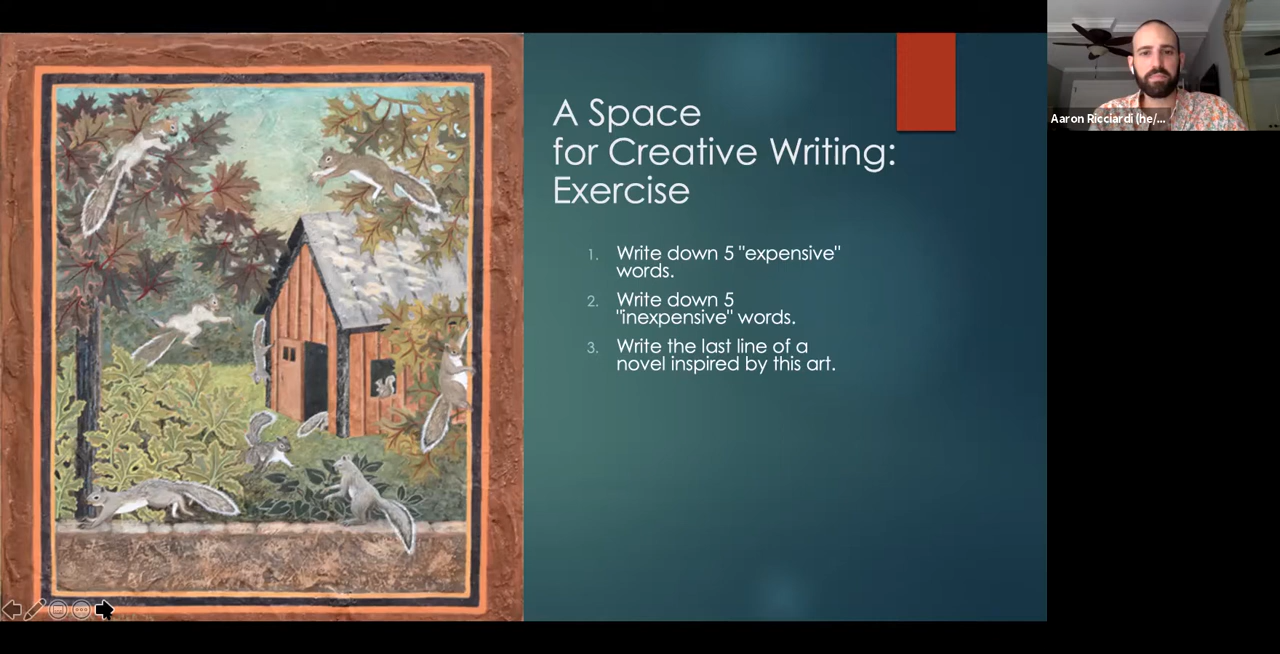 A Space
for Creative Writing:
Exercise
1. Write down 5 "expensive"
words.
2. Write down 5
"inexpensive" words.
3. Write the last line of a
novel inspired by this art.
Aaron Ricciardi (he/...